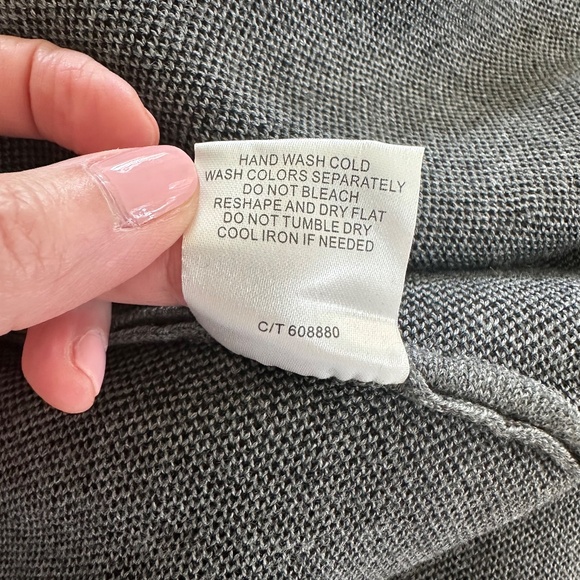 HAND WASH COLD
WASH COLORS SEPARATELY
DO NOT BLEACH
RESHAPE AND DRY FLAT
DO NOT TUMBLE DRY
COOL IRON IF NEEDED
C/T 608880